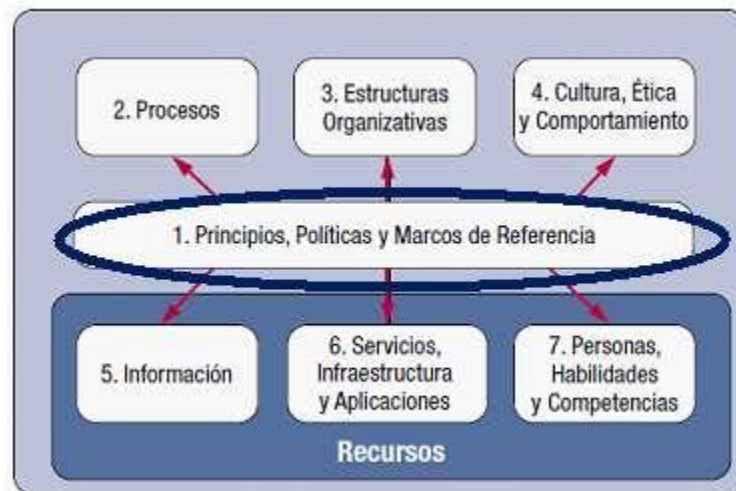 2. Procesos
3. Estructuras
Organizativas
4. Cultura, Ética
y Comportamiento
1. Principios, Políticas y Marcos de Referencia
5. Información
6. Servicios,
Infraestructura
y Aplicaciones
7. Personas,
Habilidades
y Competencias
Recursos